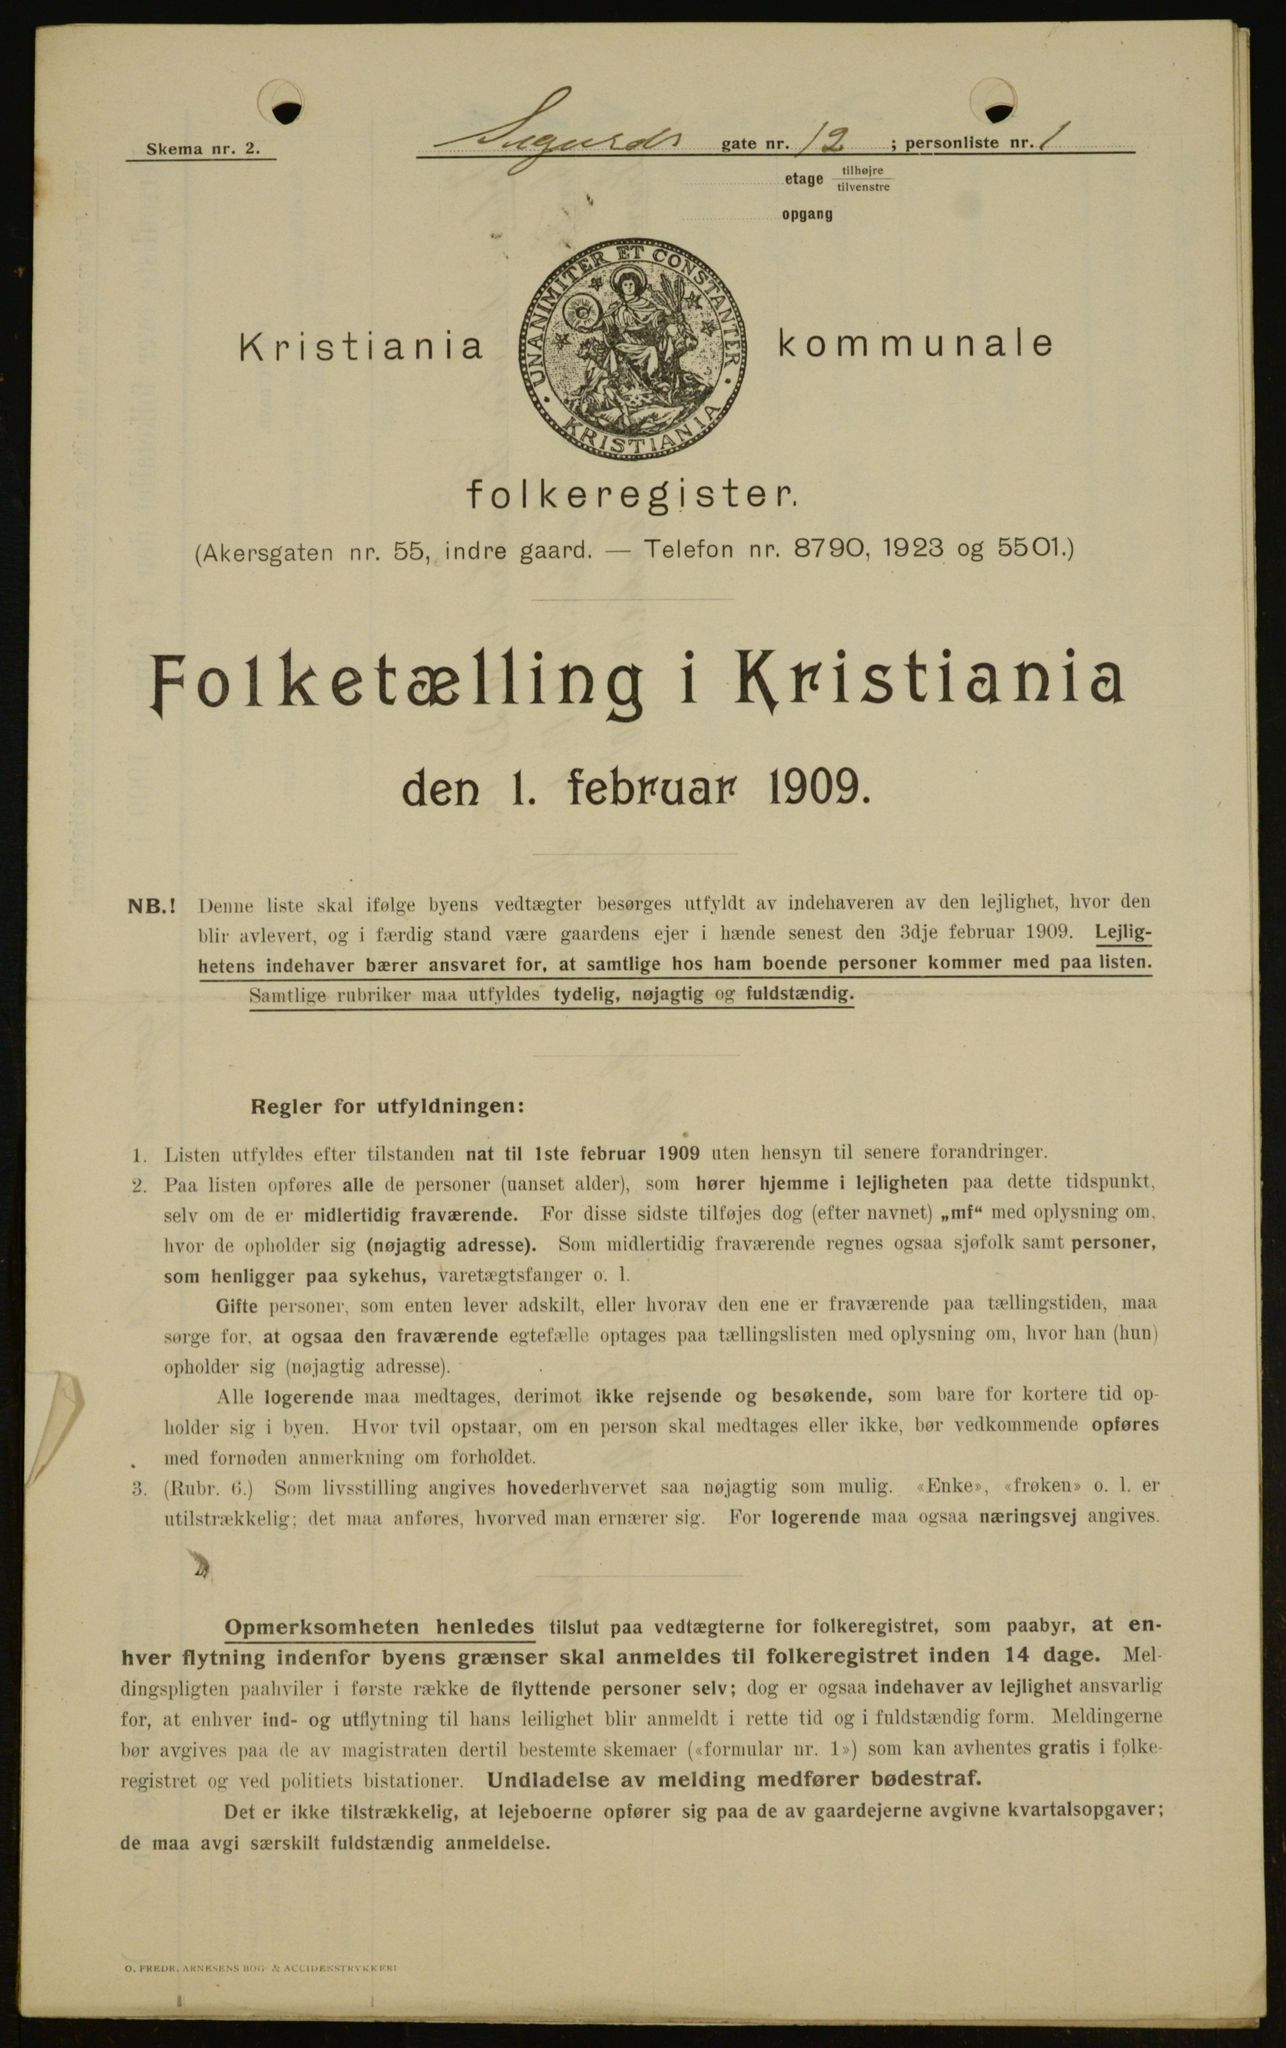 Skema nr. 2.
Sigurds gate nr. 12 ; personliste nr. 1
etage tilhøjre
tilvenstre
opgang
UNANIMITER ET CONSTANTER
KRISTIANIA
Kristiania kommunale
folkeregister.
(Akersgaten nr. 55, indre gaard. — Telefon nr. 8790, 1923 og 5501.)
Folketælling i Kristiania
den 1. februar 1909.
NB.! Denne liste skal ifølge byens vedtægter besørges utfyldt av indehaveren av den lejlighet, hvor den
blir avlevert, og i færdig stand være gaardens ejer i hænde senest den 3dje februar 1909. Lejlig-
hetens indehaver bærer ansvaret for, at samtlige hos ham boende personer kommer med paa listen.
Samtlige rubriker maa utfyldes tydelig, nøjagtig og fuldstændig.
Regler for utfyldningen:
1. Listen utfyldes efter tilstanden nat til 1ste februar 1909 uten hensyn til senere forandringer.
2. Paa listen opføres alle de personer (uanset alder), som hører hjemme i lejligheten paa dette tidspunkt,
selv om de er midlertidig fraværende. For disse sidste tilføjes dog (efter navnet) „mf“ med oplysning om,
hvor de opholder sig (nøjagtig adresse). Som midlertidig fraværende regnes ogsaa sjøfolk samt personer,
som henligger paa sykehus, varetægtsfanger o. l.
Gifte personer, som enten lever adskilt, eller hvorav den ene er fraværende paa tællingstiden, maa
sørge for, at ogsaa den fraværende egtefælle optages paa tællingslisten med oplysning om, hvor han (hun)
opholder sig (nøjagtig adresse).
Alle logerende maa medtages, derimot ikke rejsende og besøkende, som bare for kortere tid op-
holder sig i byen. Hvor tvil opstaar, om en person skal medtages eller ikke, bør vedkommende opføres
med fornøden anmerkning om forholdet.
3. (Rubr. 6.) Som livsstilling angives hovederhvervet saa nøjagtig som mulig. «Enke», «frøken» o. l. er
utilstrækkelig; det maa anføres, hvorved man ernærer sig. For logerende maa ogsaa næringsvej angives.
Opmerksomheten henledes tilslut paa vedtægterne for folkeregistret, som paabyr, at en-
hver flytning indenfor byens grænser skal anmeldes til folkeregistret inden 14 dage. Mel-
dingspligten paahviler i første række de flyttende personer selv; dog er ogsaa indehaver av lejlighet ansvarlig
for, at enhver ind- og utflytning til hans leilighet blir anmeldt i rette tid og i fuldstændig form. Meldingerne
bør avgives paa de av magistraten dertil bestemte skemaer («formular nr. 1») som kan avhentes gratis i folke-
registret og ved politiets bistationer. Undladelse av melding medfører bødestraf.
Det er ikke tilstrækkelig, at lejeboerne opfører sig paa de av gaardejerne avgivne kvartalsopgaver;
de maa avgi særskilt fuldstændig anmeldelse.
O. FREDR. ARNESENS BOG- & ACCIDENSTRYKKERI